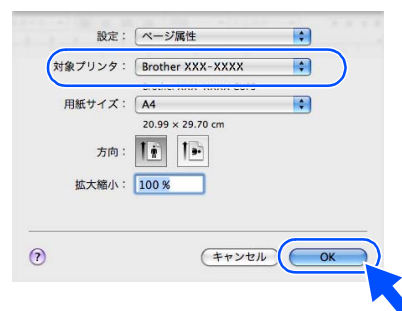 設定： ページ属性
対象プリンタ： Brother XXX-XXXX
用紙サイズ： A4
20.99 × 29.70 cm
方向：
拡大縮小： 100 %
? キャンセル OK